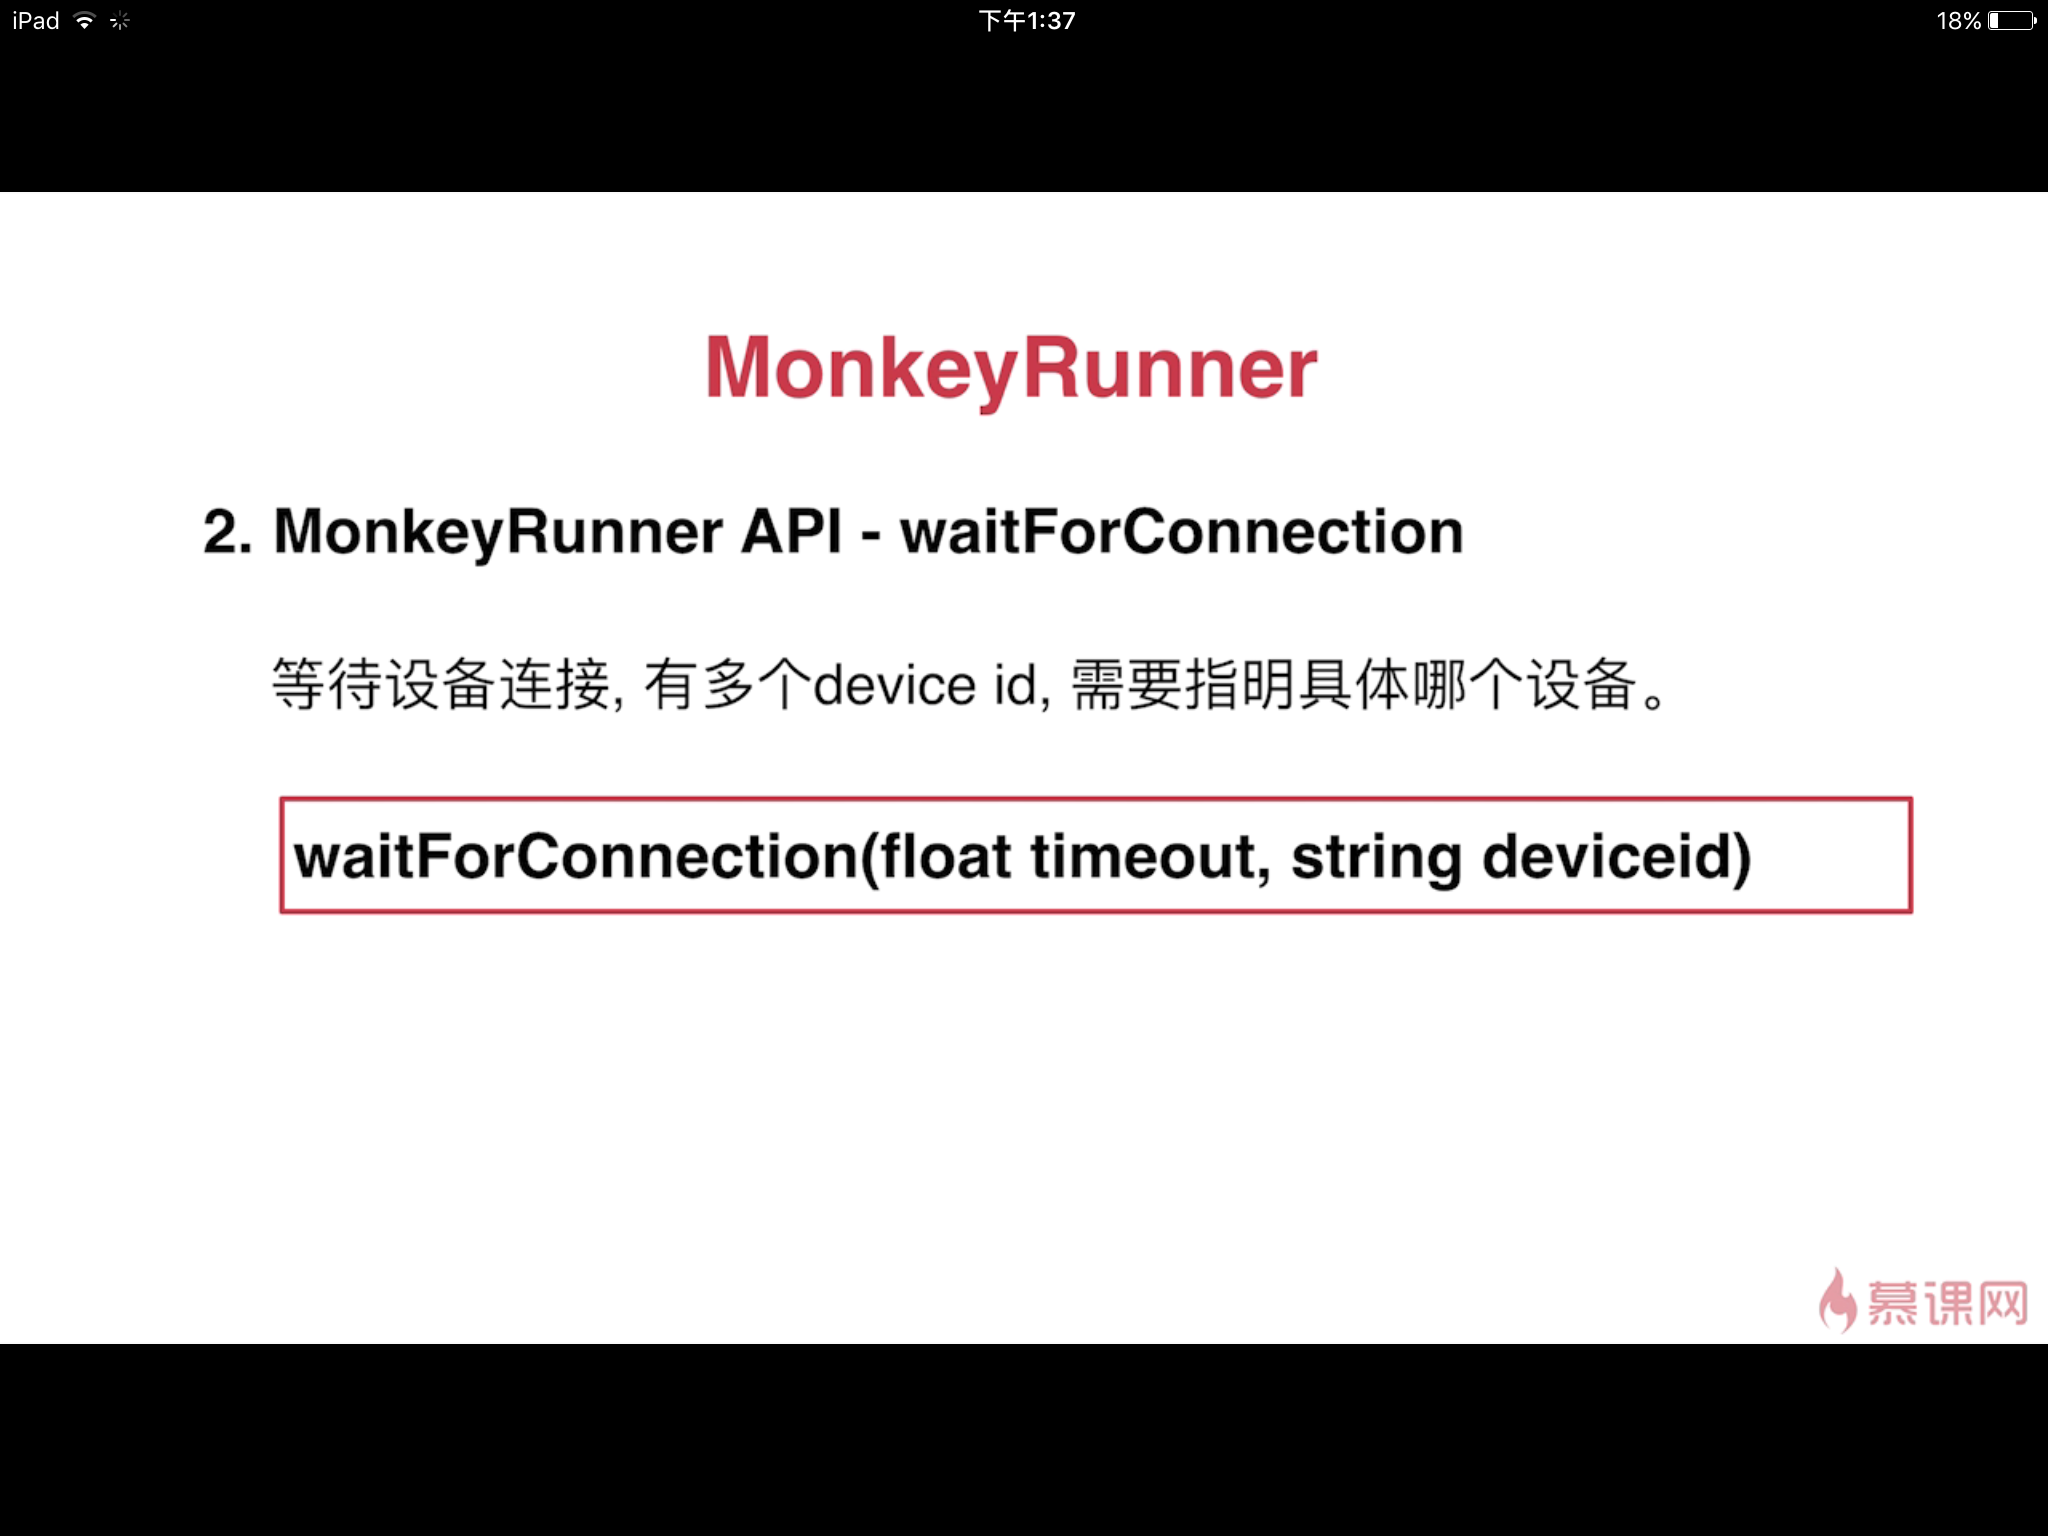 iPad 下午1:37 18%
MonkeyRunner
2. MonkeyRunner API - waitForConnection
等待设备连接, 有多个device id, 需要指明具体哪个设备。
waitForConnection(float timeout, string deviceid)
慕课网